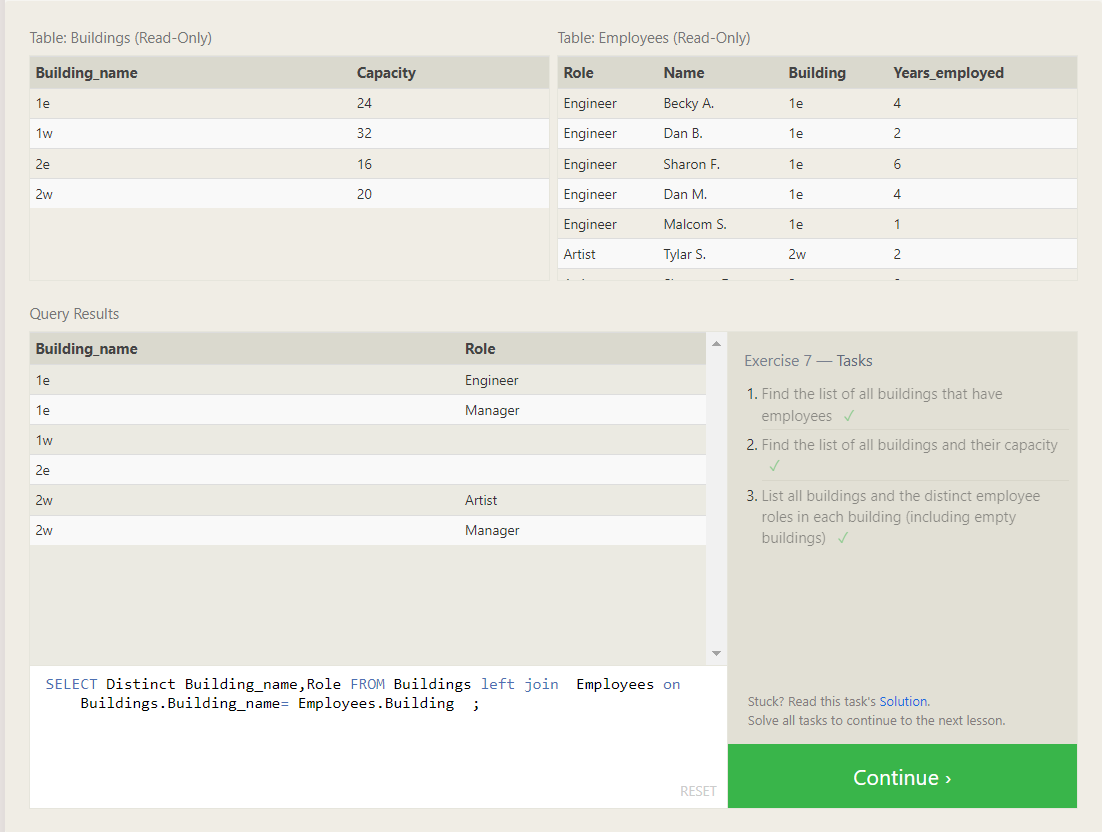 Table: Buildings (Read-Only)
Building_name Capacity
1e 24
1w 32
2e 16
2w 20
Table: Employees (Read-Only)
Role Name Building Years_employed
Engineer Becky A. 1e 4
Engineer Dan B. 1e 2
Engineer Sharon F. 1e 6
Engineer Dan M. 1e 4
Engineer Malcom S. 1e 1
Artist Tylar S. 2w 2
Query Results
Building_name Role
1e Engineer
1e Manager
1w
2e
2w Artist
2w Manager
SELECT Distinct Building_name,Role FROM Buildings left join  Employees on
Buildings.Building_name= Employees.Building  ;
RESET
Exercise 7 — Tasks
1. Find the list of all buildings that have
employees ✓
2. Find the list of all buildings and their capacity
✓
3. List all buildings and the distinct employee
roles in each building (including empty
buildings) ✓
Stuck? Read this task's Solution.
Solve all tasks to continue to the next lesson.
Continue ›